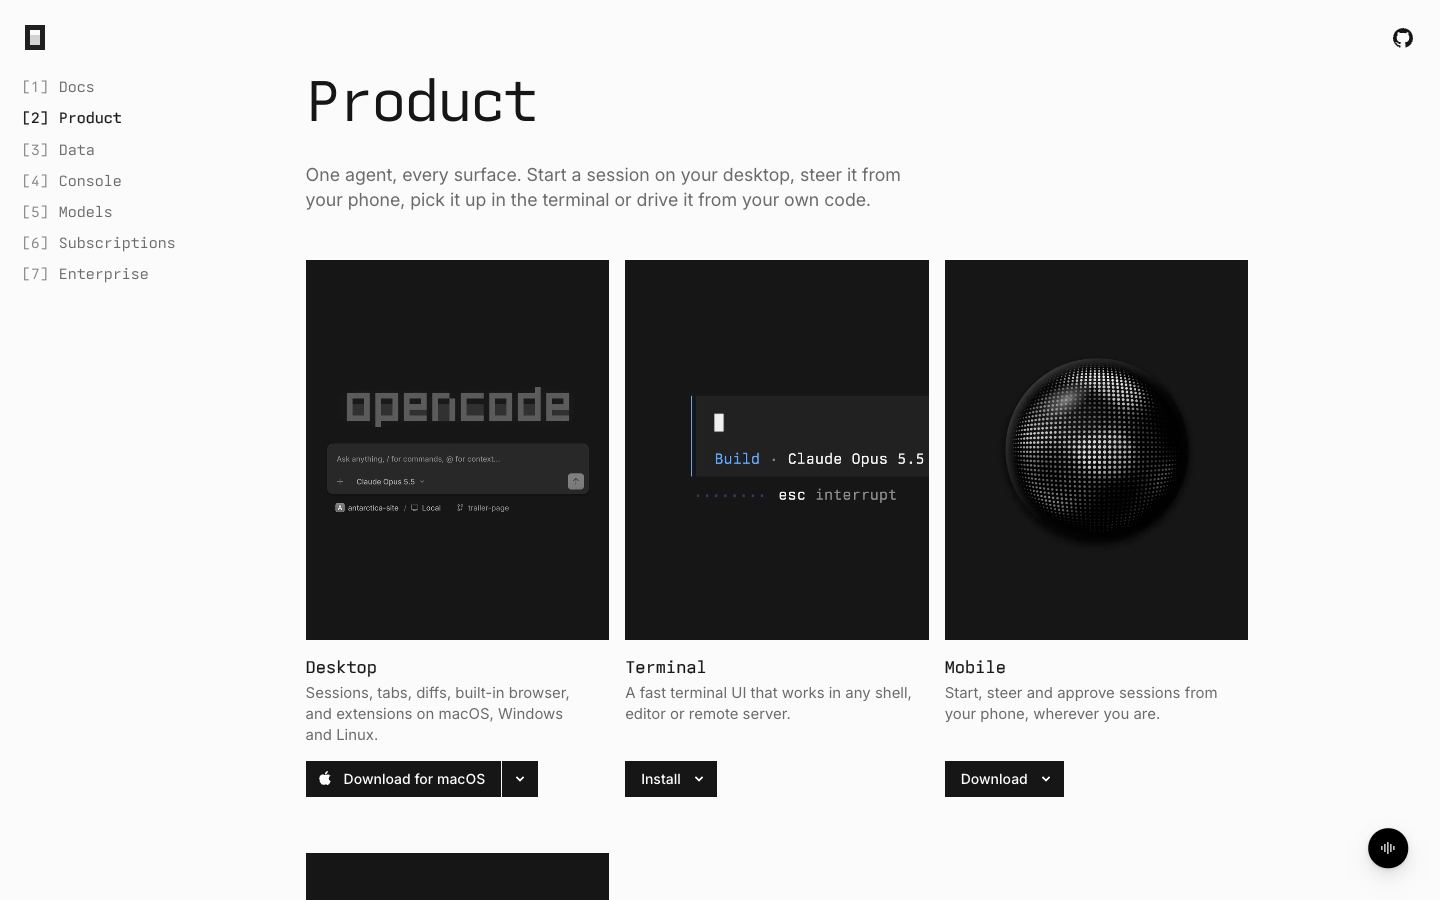 [1] Docs
[2] Product
[3] Data
[4] Console
[5] Models
[6] Subscriptions
[7] Enterprise
Product
One agent, every surface. Start a session on your desktop, steer it from
your phone, pick it up in the terminal or drive it from your own code.
opencode
Ask anything, / for commands, @ for context...
+ Claude Opus 5.5
A antarctica-site / Local trailer-page
Build · Claude Opus 5.5
esc interrupt
Desktop
Sessions, tabs, diffs, built-in browser,
and extensions on macOS, Windows
and Linux.
Download for macOS
Terminal
A fast terminal UI that works in any shell,
editor or remote server.
Install
Mobile
Start, steer and approve sessions from
your phone, wherever you are.
Download